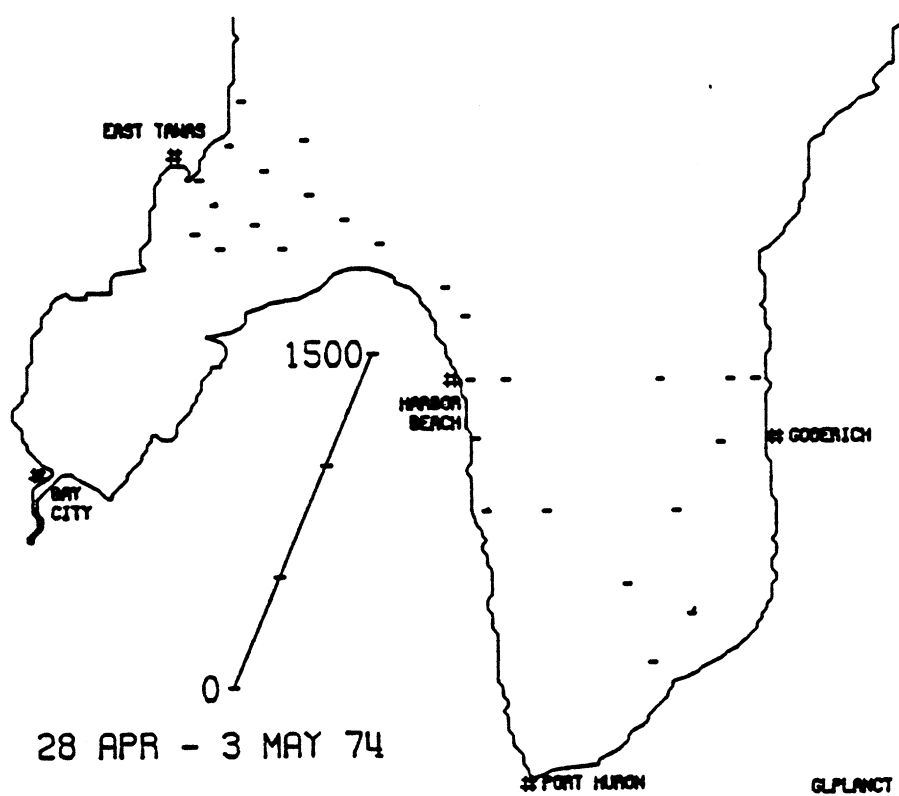 EAST TAWAS
#
1500
#
HARBOR
BEACH
# GODERICH
#
BAY
CITY
0
28 APR - 3 MAY 74
# PORT HURON
GLPLANCT